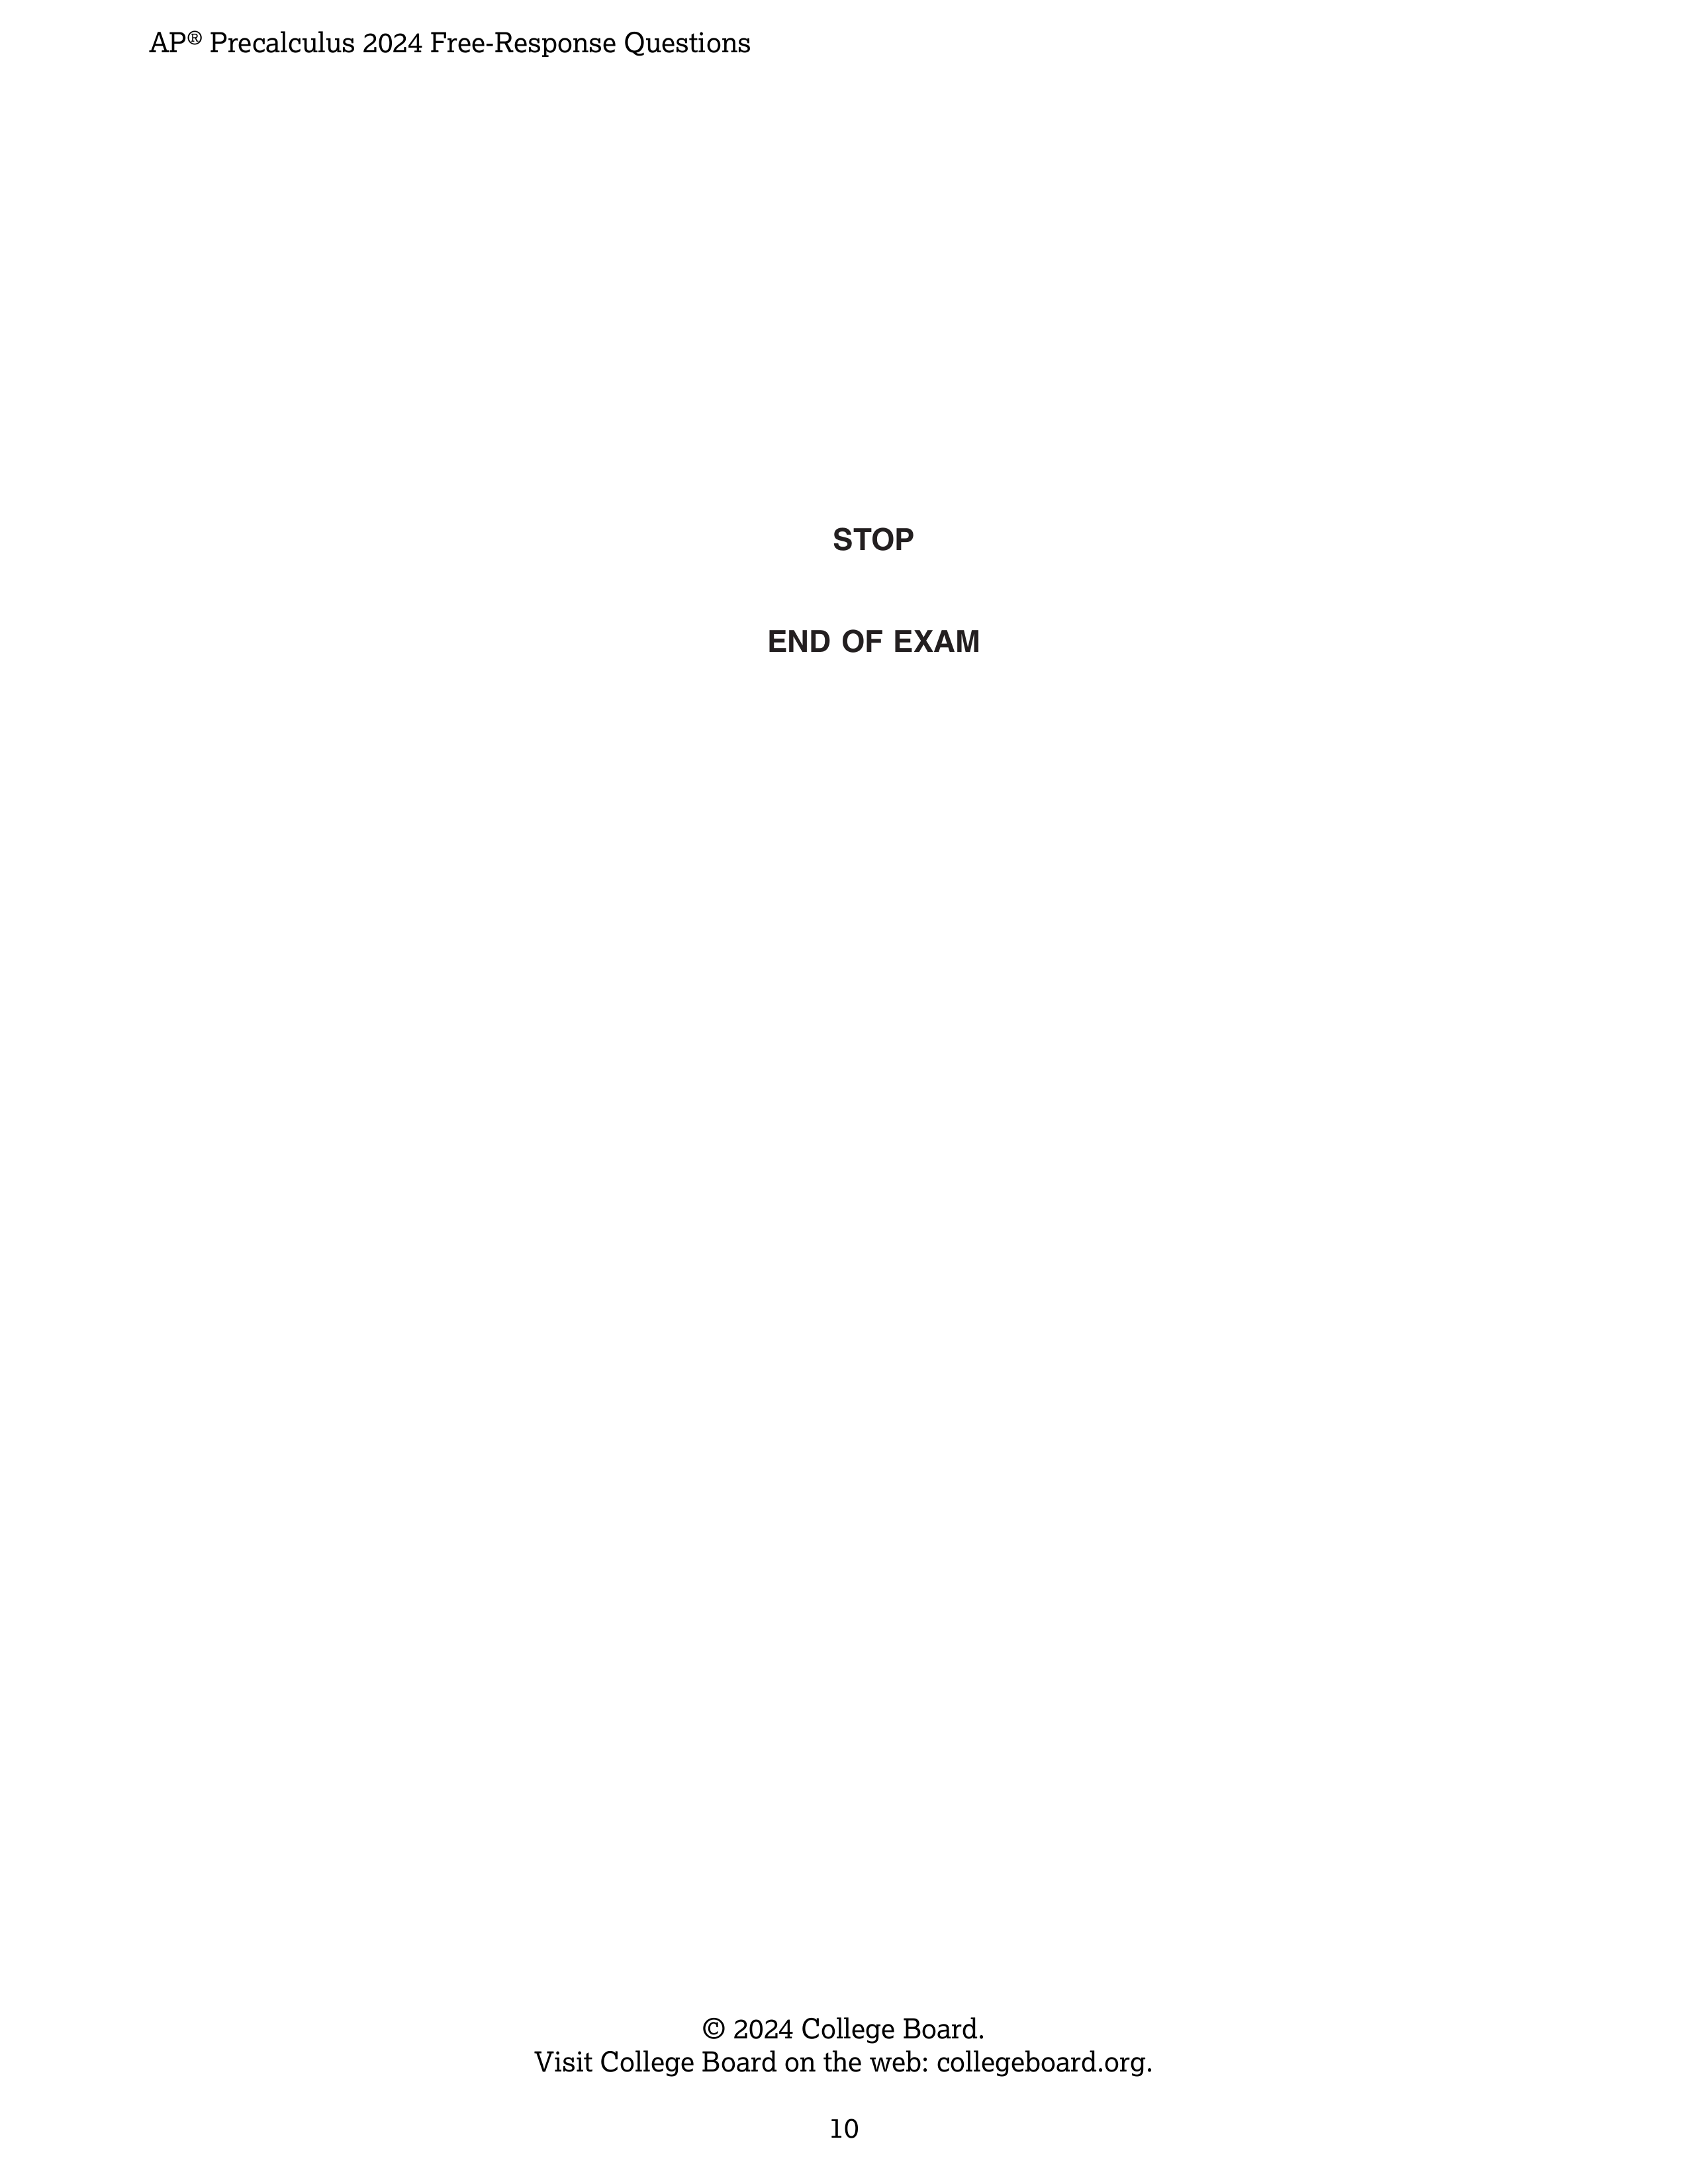 AP® Precalculus 2024 Free-Response Questions
STOP
END OF EXAM
© 2024 College Board.
Visit College Board on the web: collegeboard.org.
10